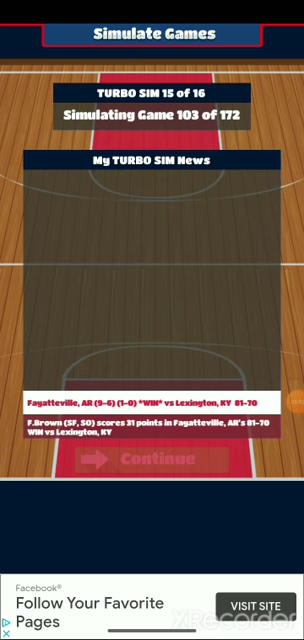 Simulate Games
TURBO SIM 15 of 16
Simulating Game 103 of 172
My TURBO SIM News
Fayatteville, AR (9-6) (1-0) *WIN* vs Lexington, KY 81-70
F.Brown (SF, SO) scores 31 points in Fayatteville, AR's 81-70
WIN vs Lexington, KY
Continue
Facebook®
Follow Your Favorite
Pages
VISIT SITE
XRecorder